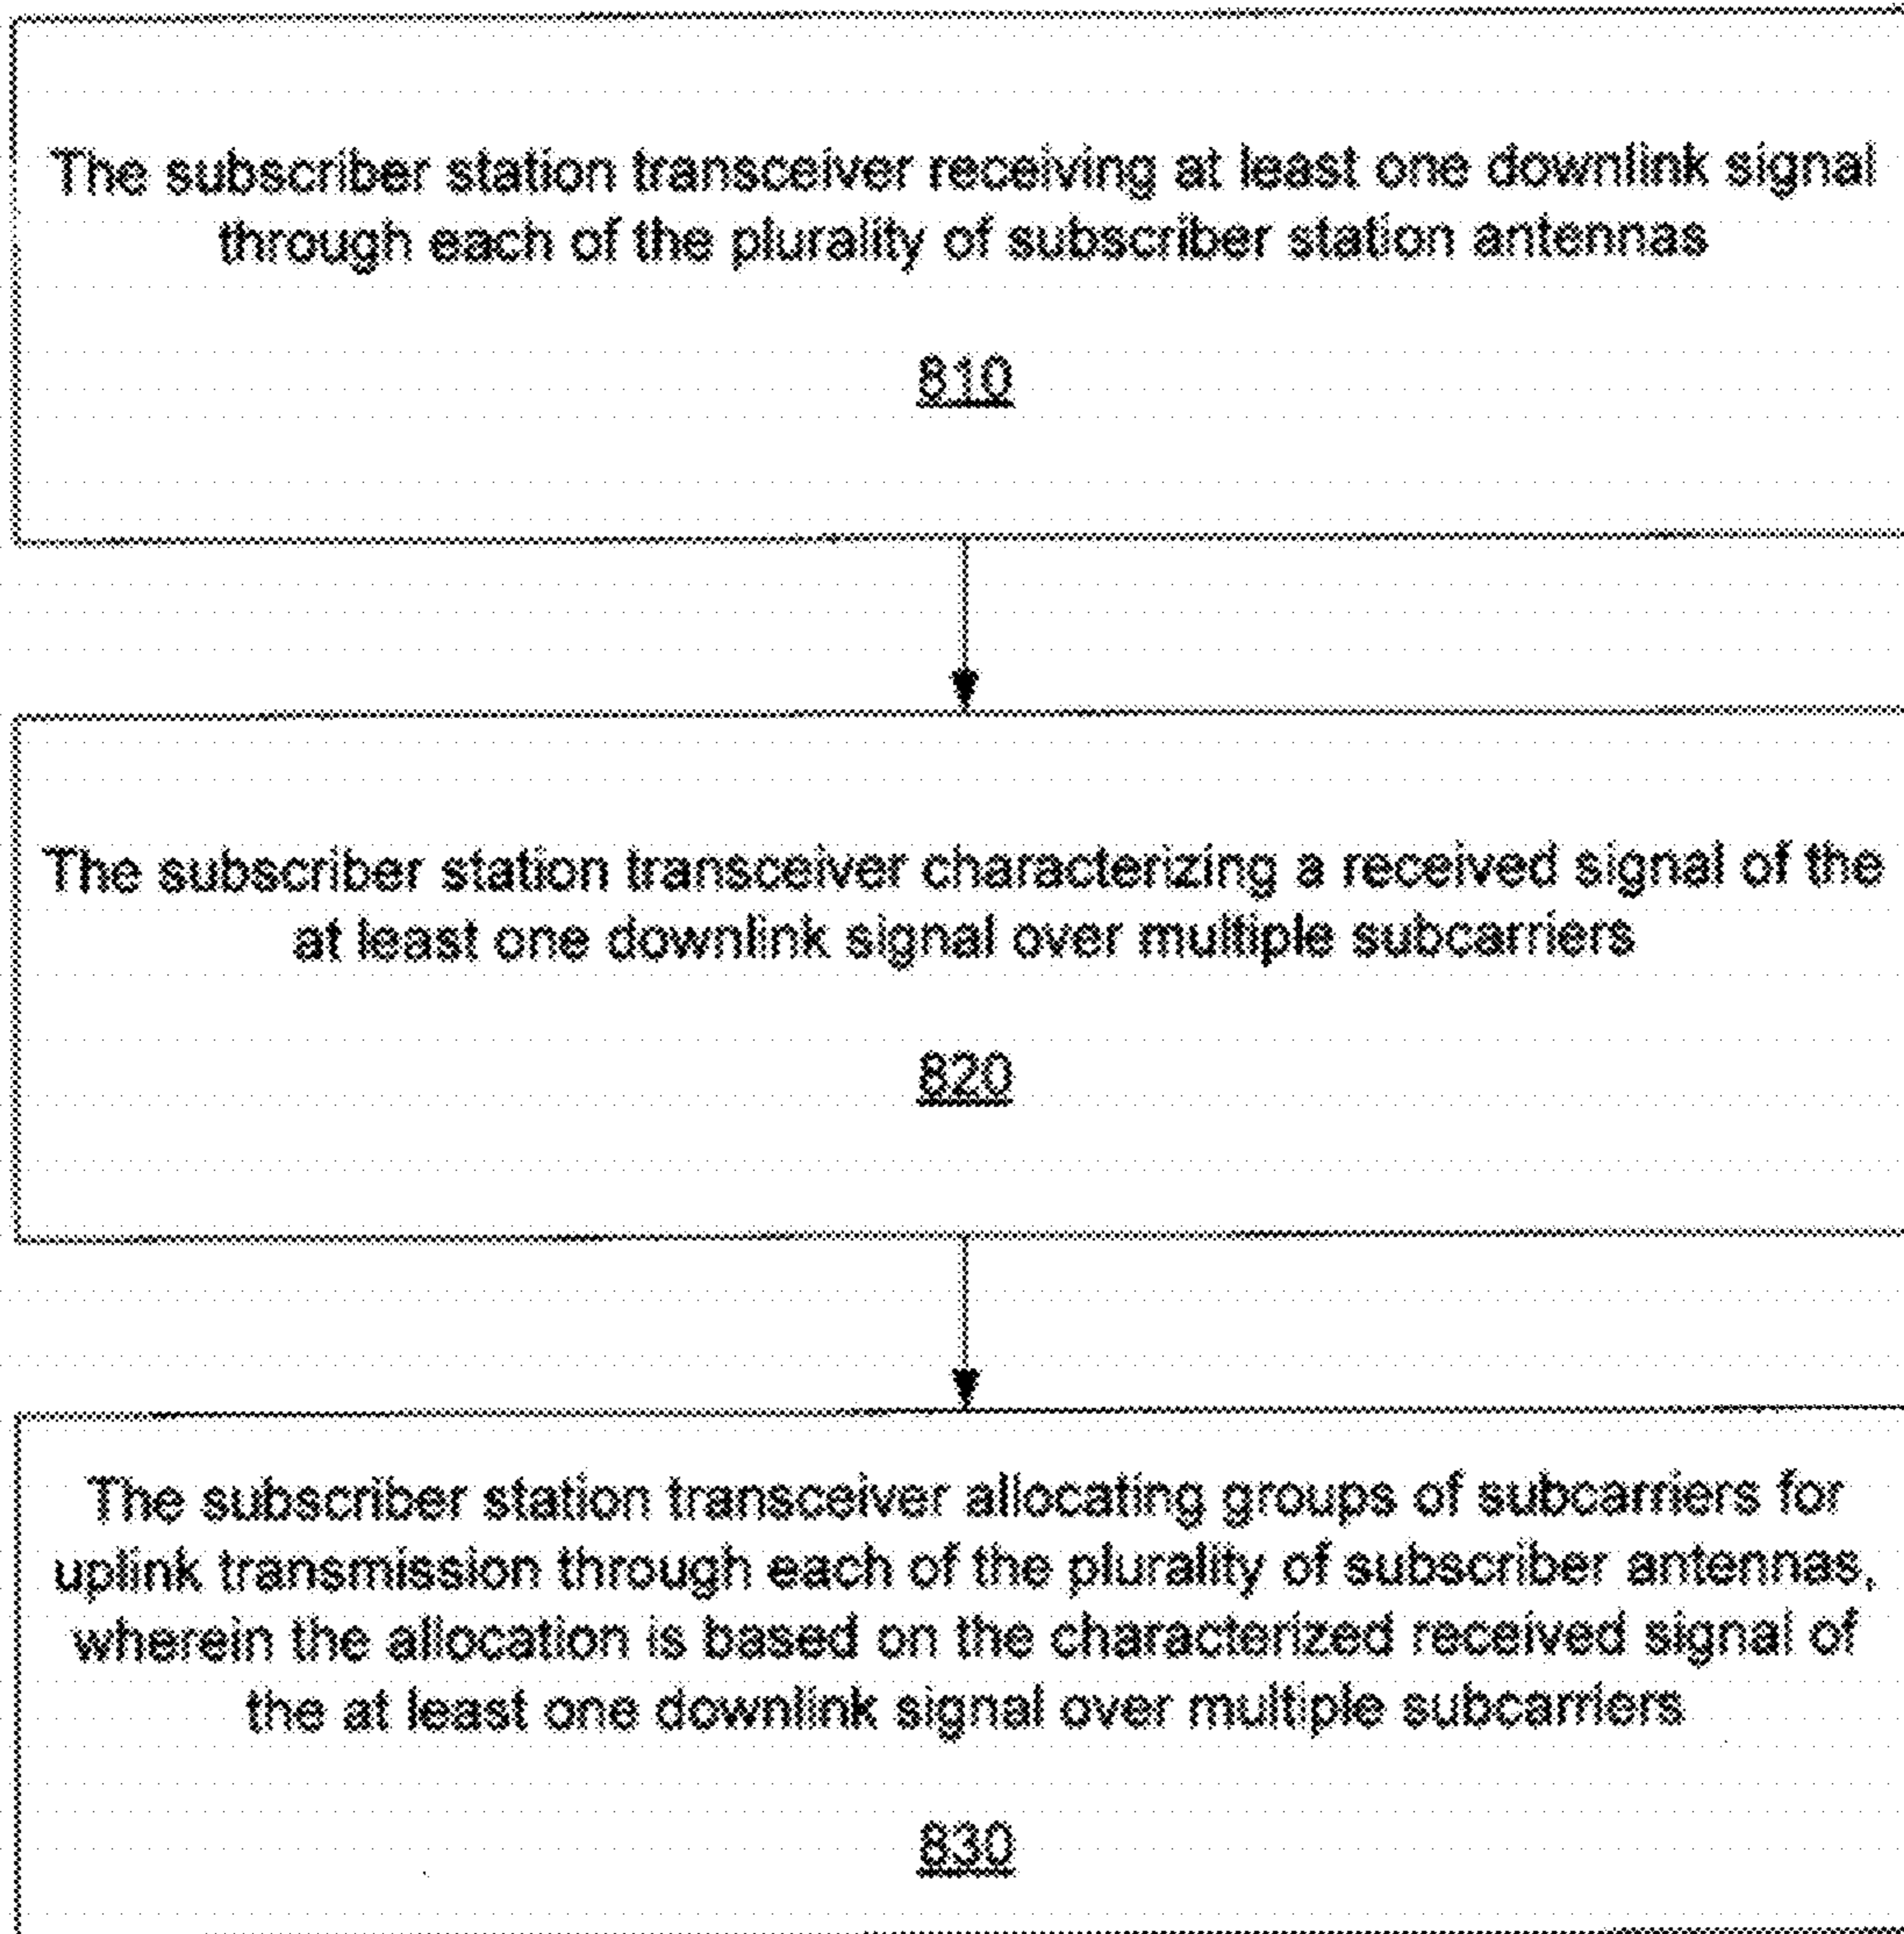 The subscriber station transceiver receiving at least one downlink signal
through each of the plurality of subscriber station antennas
810
The subscriber station transceiver characterizing a received signal of the
at least one downlink signal over multiple subcarriers
820
The subscriber station transceiver allocating groups of subcarriers for
uplink transmission through each of the plurality of subscriber antennas,
wherein the allocation is based on the characterized received signal of
the at least one downlink signal over multiple subcarriers
830